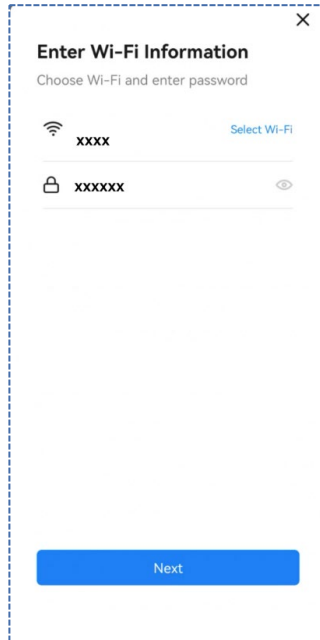 Enter Wi-Fi Information
Choose Wi-Fi and enter password
xxxx Select Wi-Fi
xxxxxx
Next